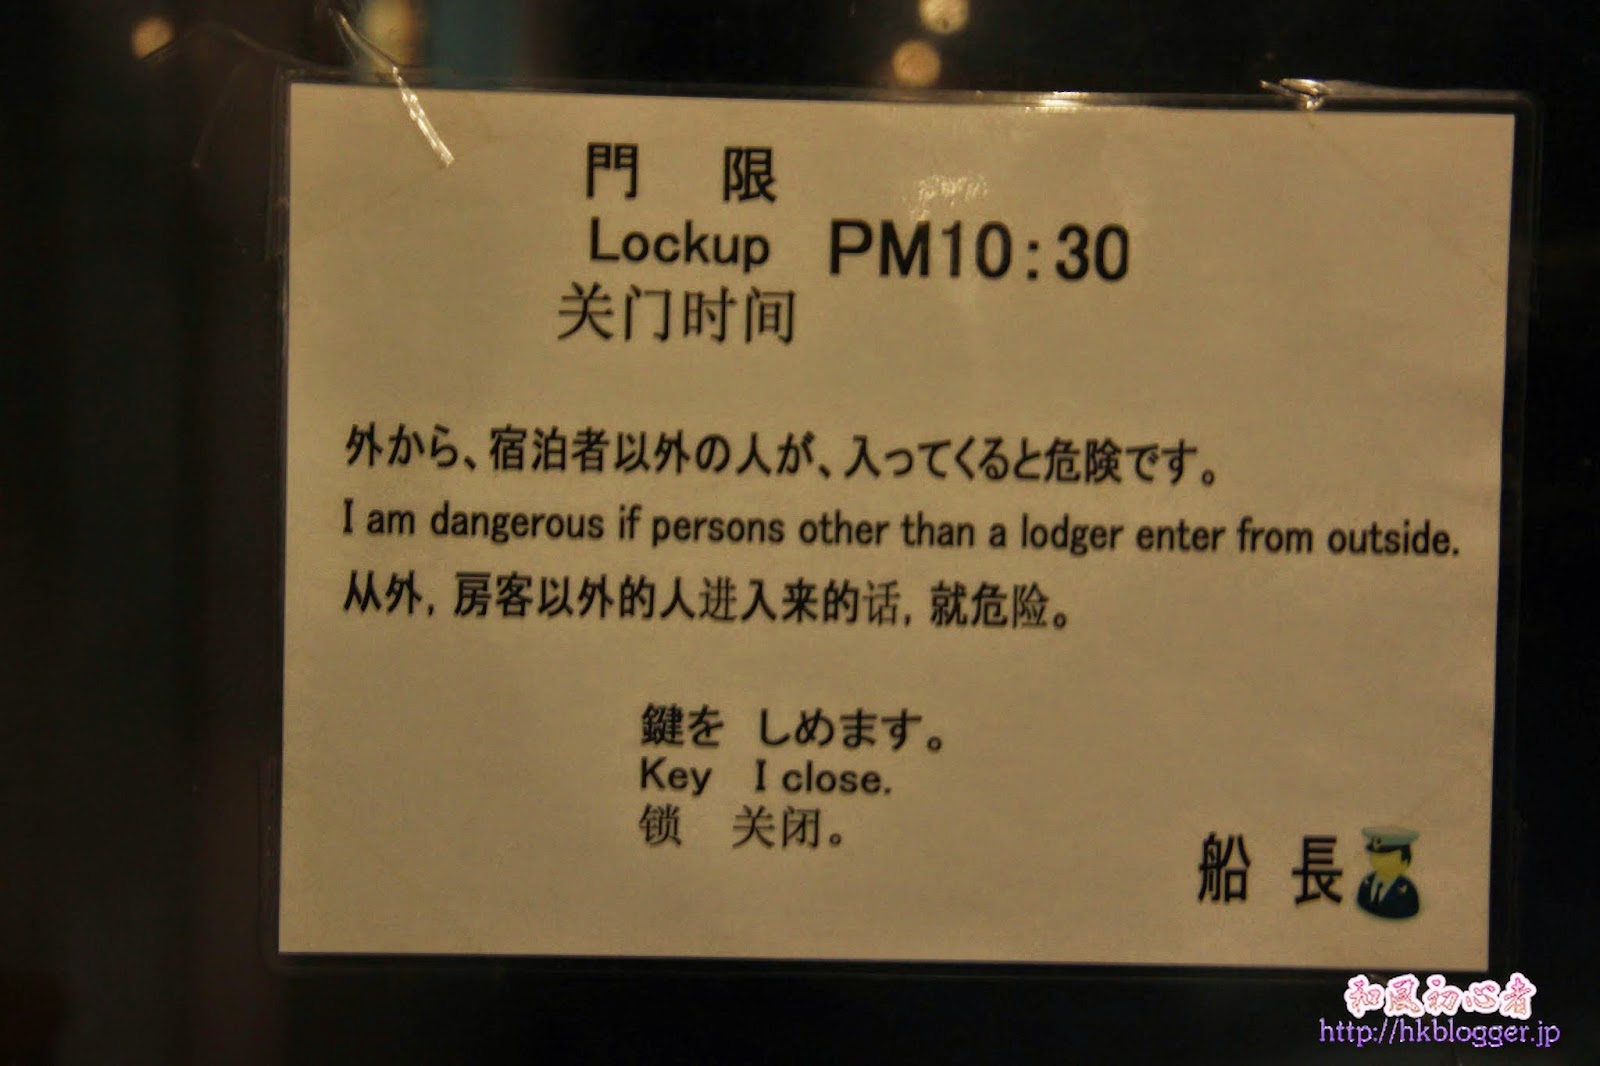 門　限
Lockup PM10:30
关门时间
外から、宿泊者以外の人が、入ってくると危険です。
I am dangerous if persons other than a lodger enter from outside.
从外，房客以外的人进入来的话，就危险。
鍵を　しめます。
Key I close.
锁　关闭。
船　長
和風初心者
http://hkblogger.jp